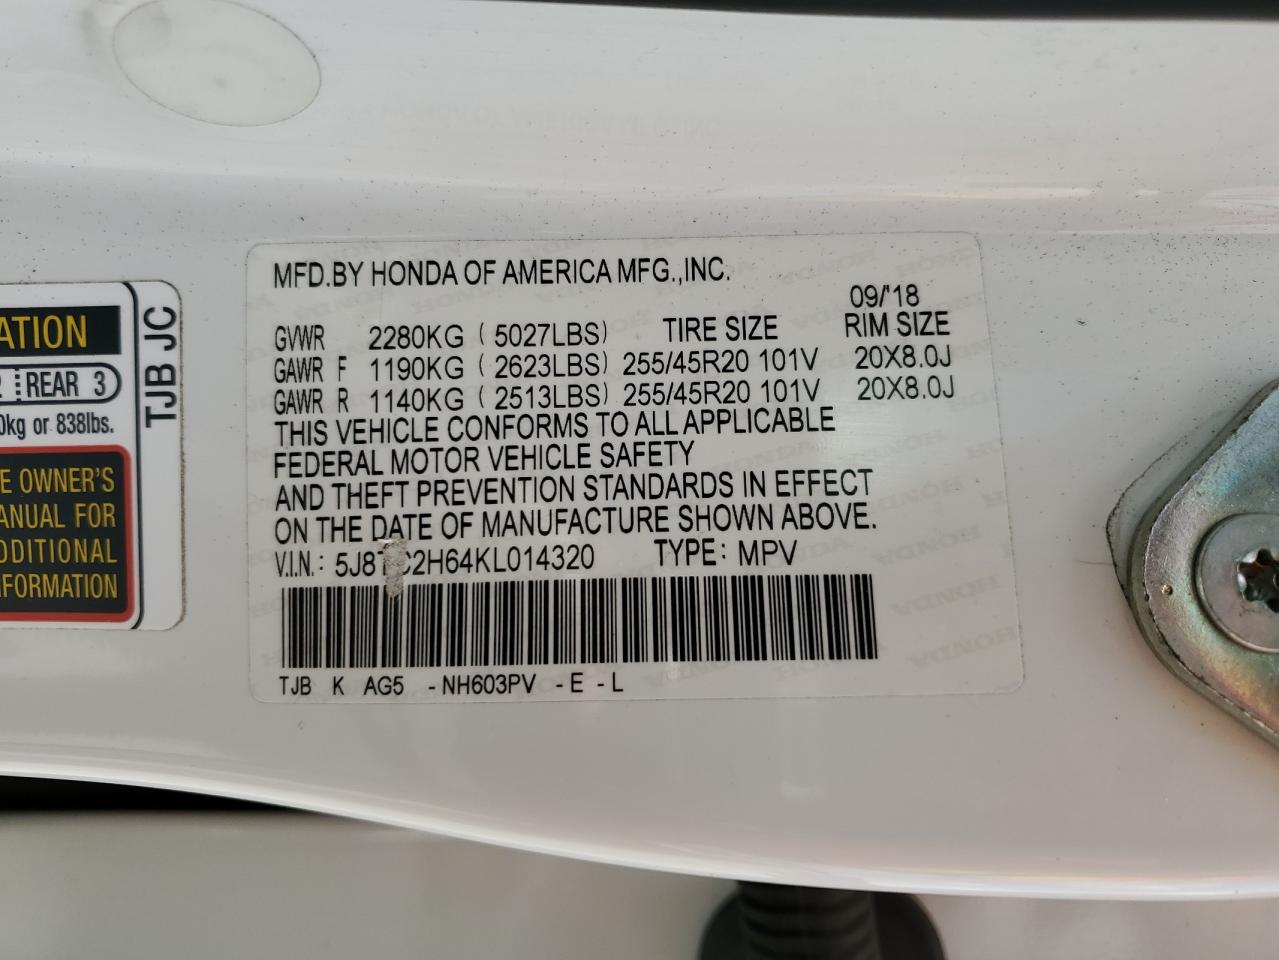 MFD.BY HONDA OF AMERICA MFG.,INC.
09/'18
GVWR 2280KG ( 5027LBS) TIRE SIZE RIM SIZE
GAWR F 1190KG ( 2623LBS) 255/45R20 101V 20X8.0J
GAWR R 1140KG ( 2513LBS) 255/45R20 101V 20X8.0J
THIS VEHICLE CONFORMS TO ALL APPLICABLE
FEDERAL MOTOR VEHICLE SAFETY
AND THEFT PREVENTION STANDARDS IN EFFECT
ON THE DATE OF MANUFACTURE SHOWN ABOVE.
V.I.N.: TYPE: MPV
TJB K AG5 -NH603PV -E -L
ATION
REAR 3
0kg or 838lbs.
E OWNER'S
ANUAL FOR
DDITIONAL
NFORMATION
TJB JC